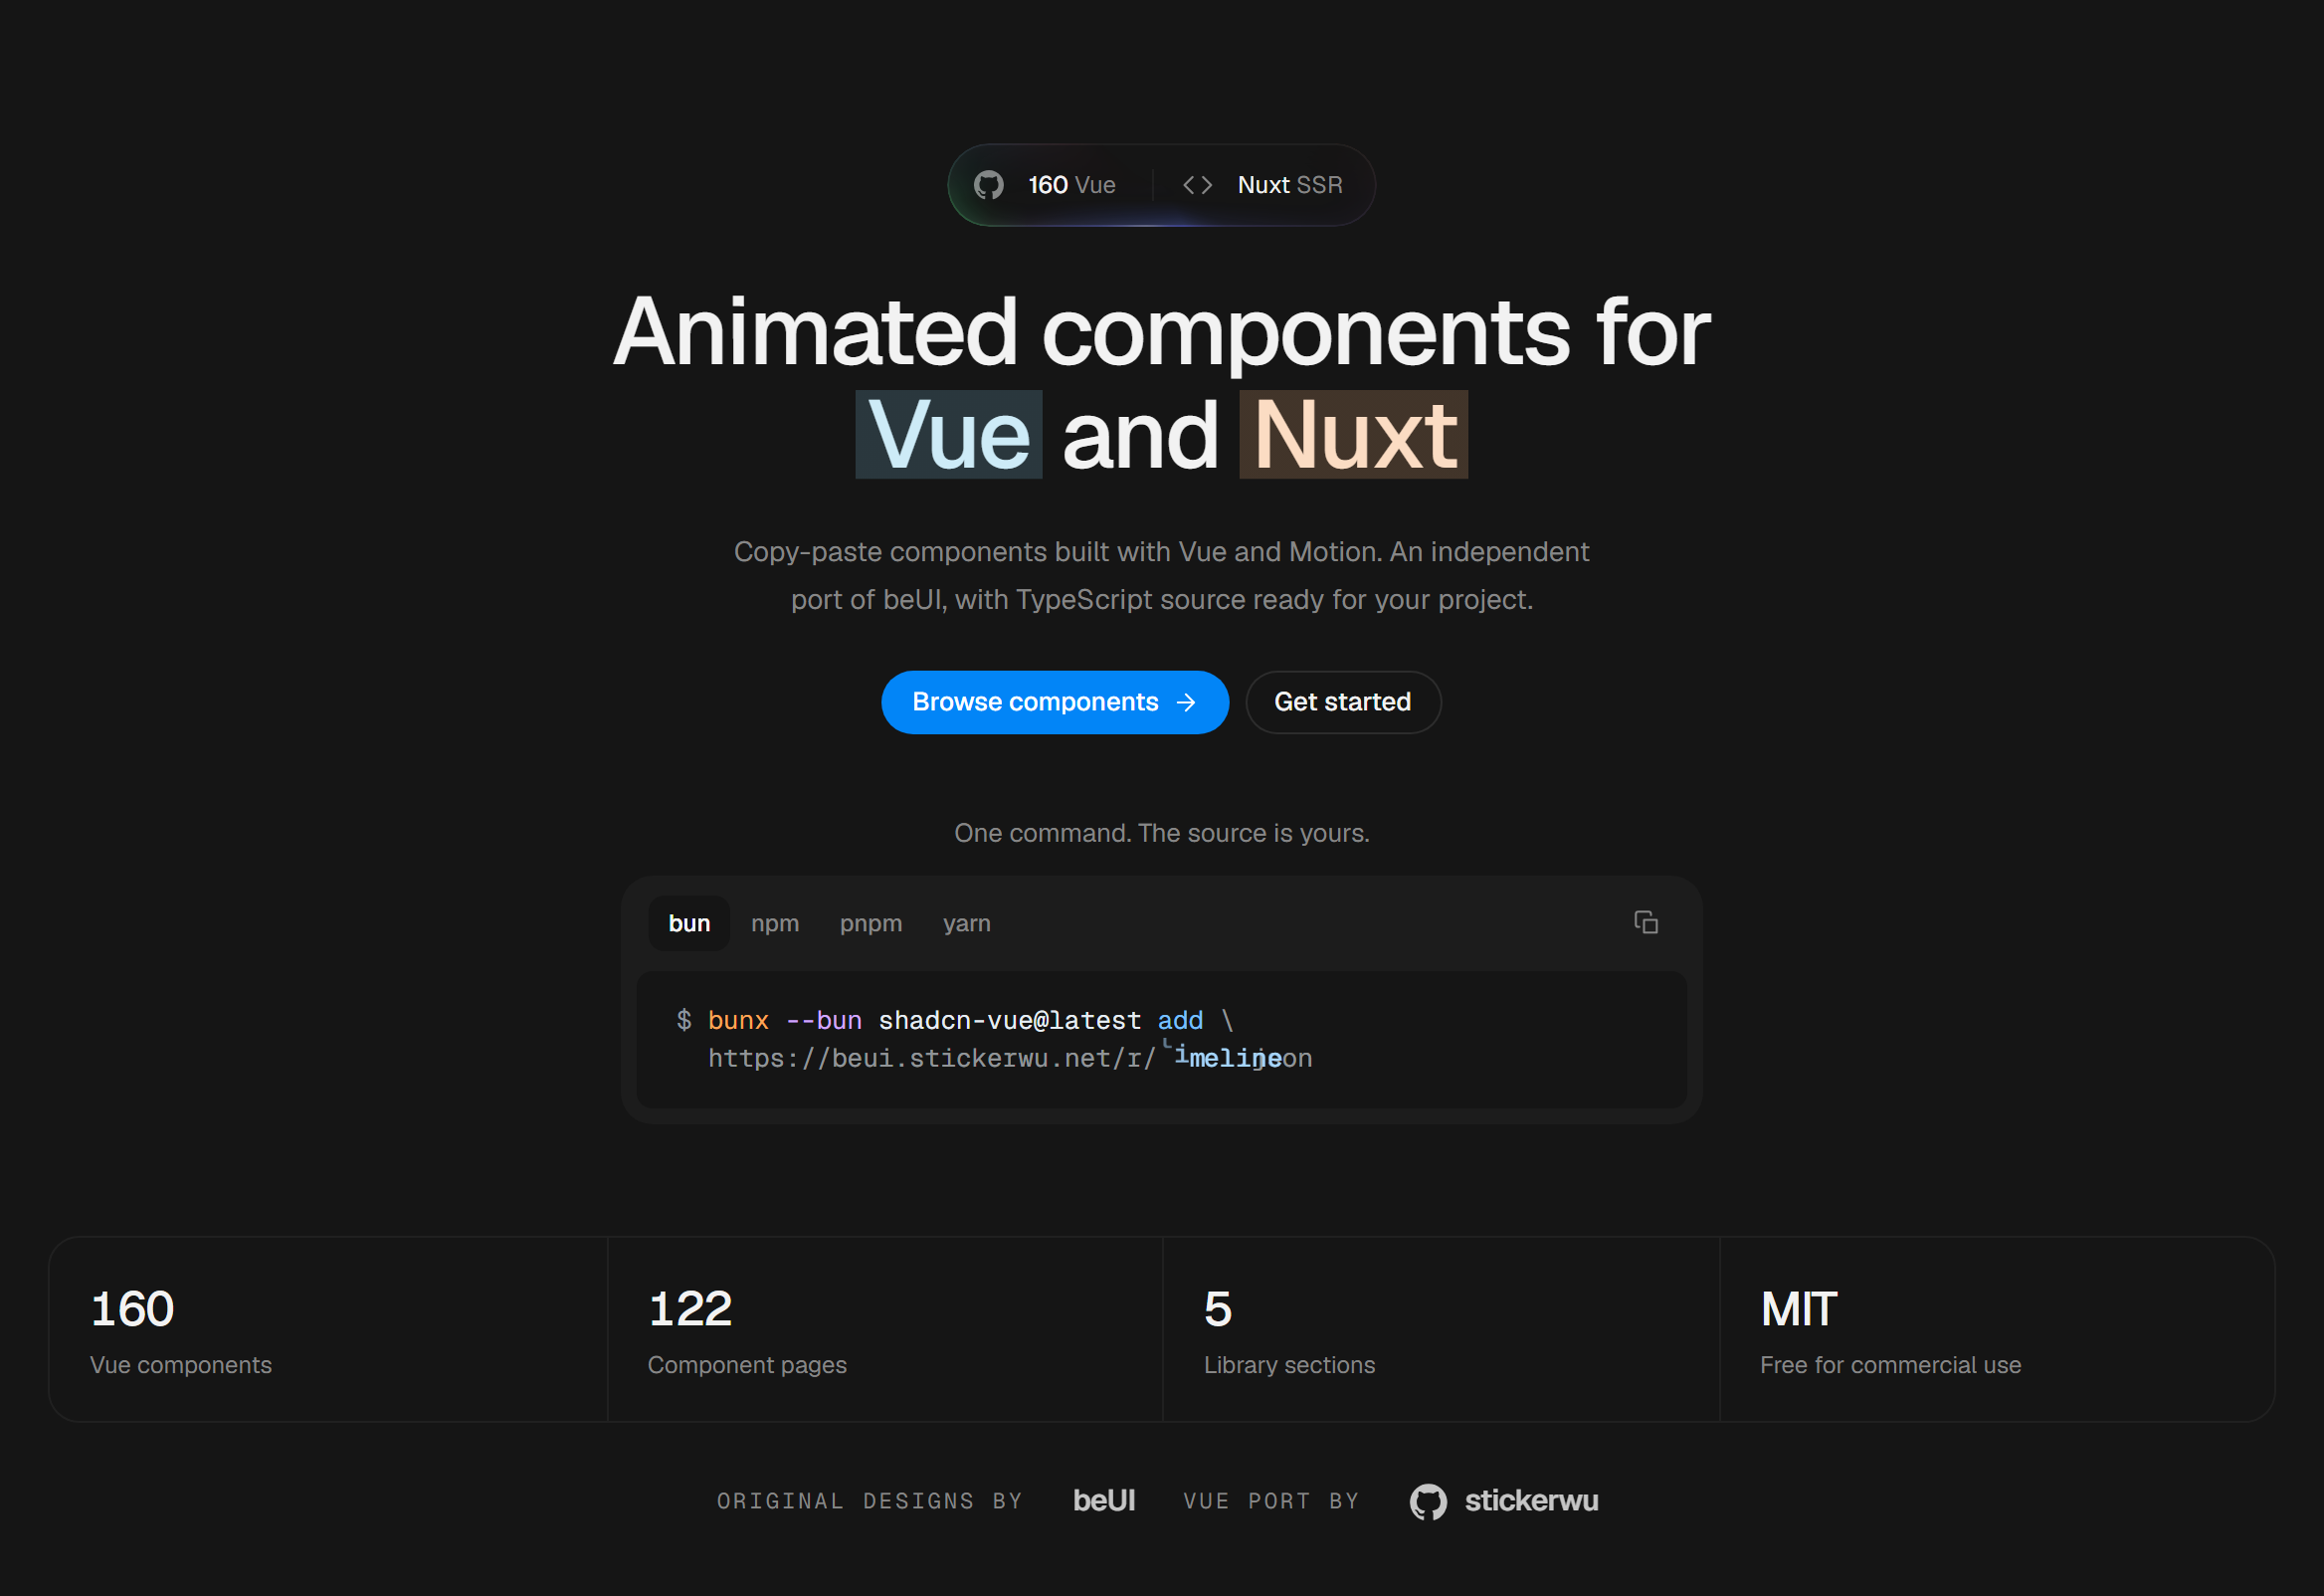 160 Vue
Nuxt SSR
Animated components for
Vue and Nuxt
Copy-paste components built with Vue and Motion. An independent
port of beUI, with TypeScript source ready for your project.
Browse components
Get started
One command. The source is yours.
bun npm pnpm yarn
$ bunx --bun shadcn-vue@latest add \
https://beui.stickerwu.net/r/
160
Vue components
122
Component pages
5
Library sections
MIT
Free for commercial use
ORIGINAL DESIGNS BY beUI VUE PORT BY stickerwu